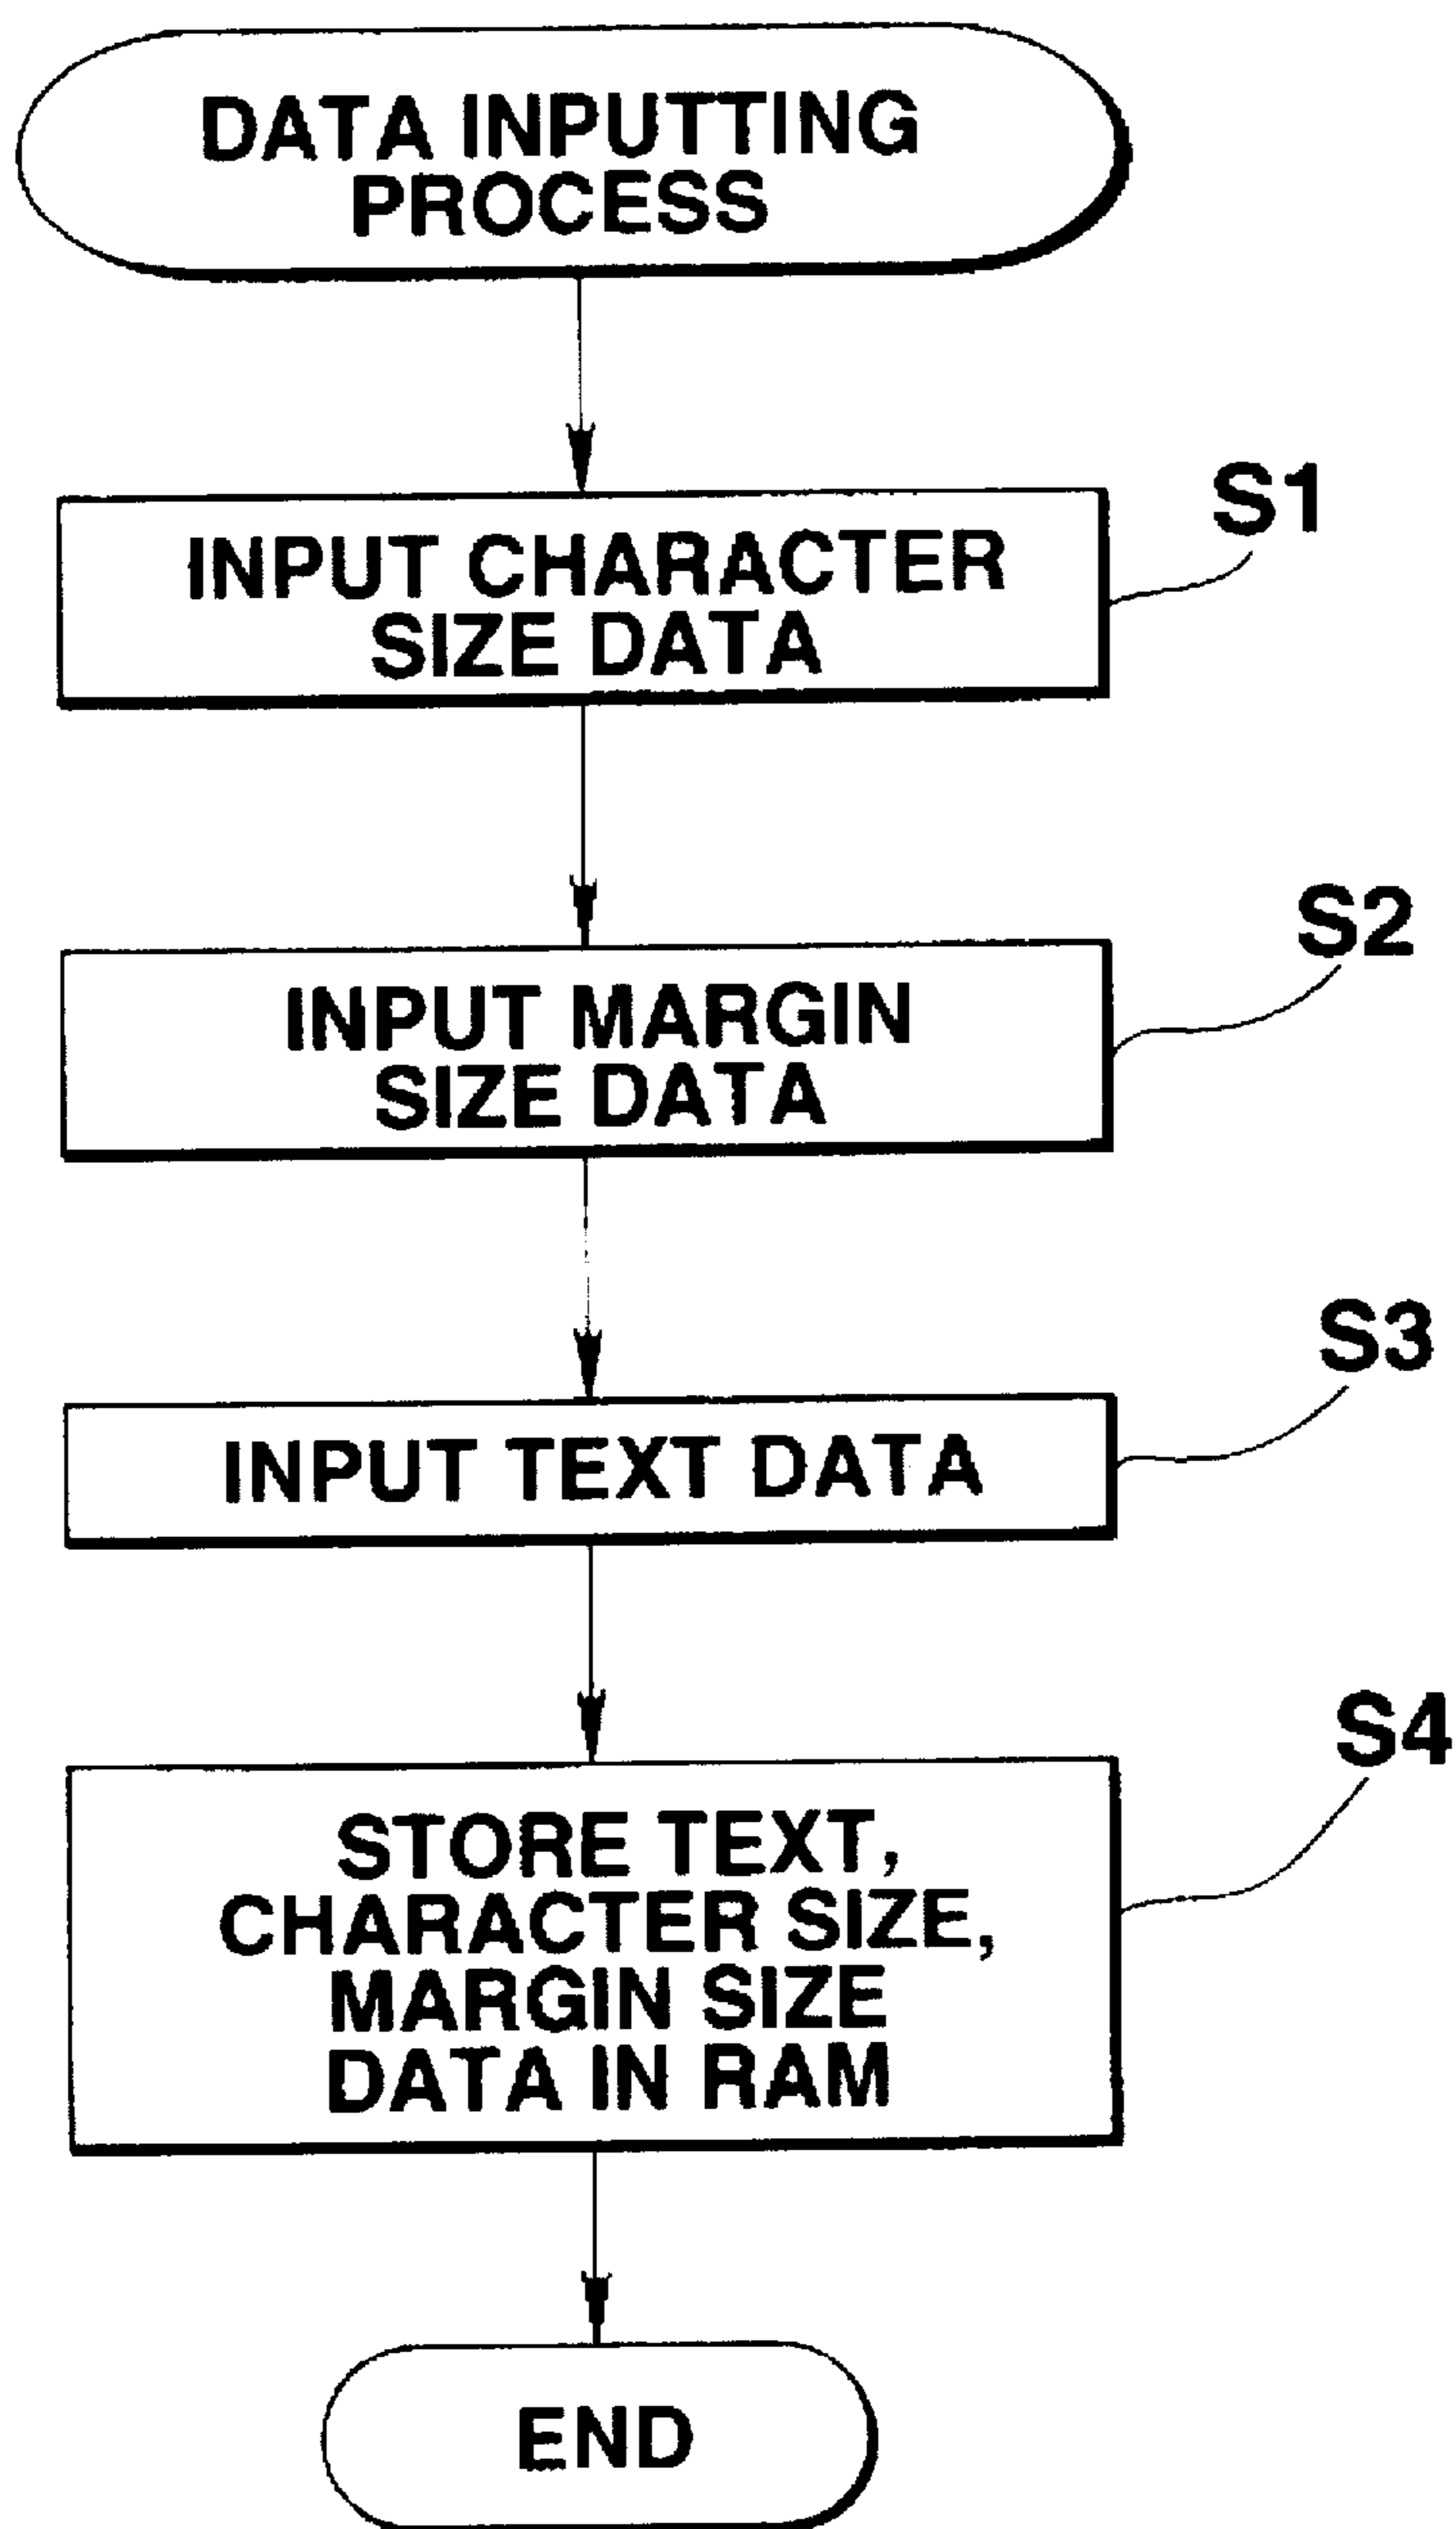 DATA INPUTTING
PROCESS
S1
INPUT CHARACTER
SIZE DATA
S2
INPUT MARGIN
SIZE DATA
S3
INPUT TEXT DATA
S4
STORE TEXT,
CHARACTER SIZE,
MARGIN SIZE
DATA IN RAM
END